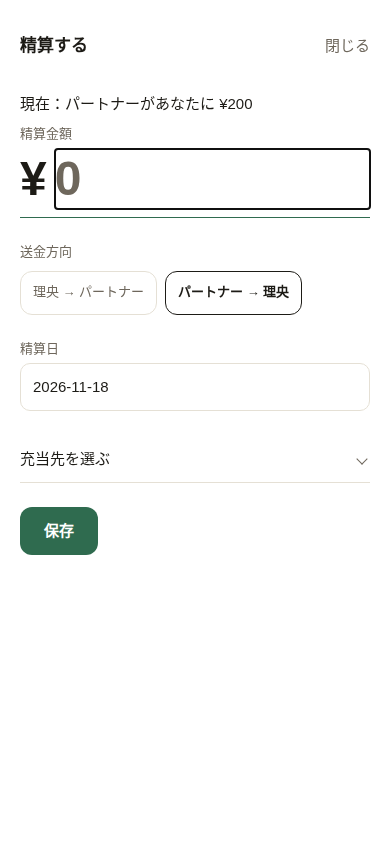 精算する
閉じる
現在：パートナーがあなたに ¥200
精算金額
¥ 0
送金方向
理央 → パートナー
パートナー → 理央
精算日
2026-11-18
充当先を選ぶ
保存